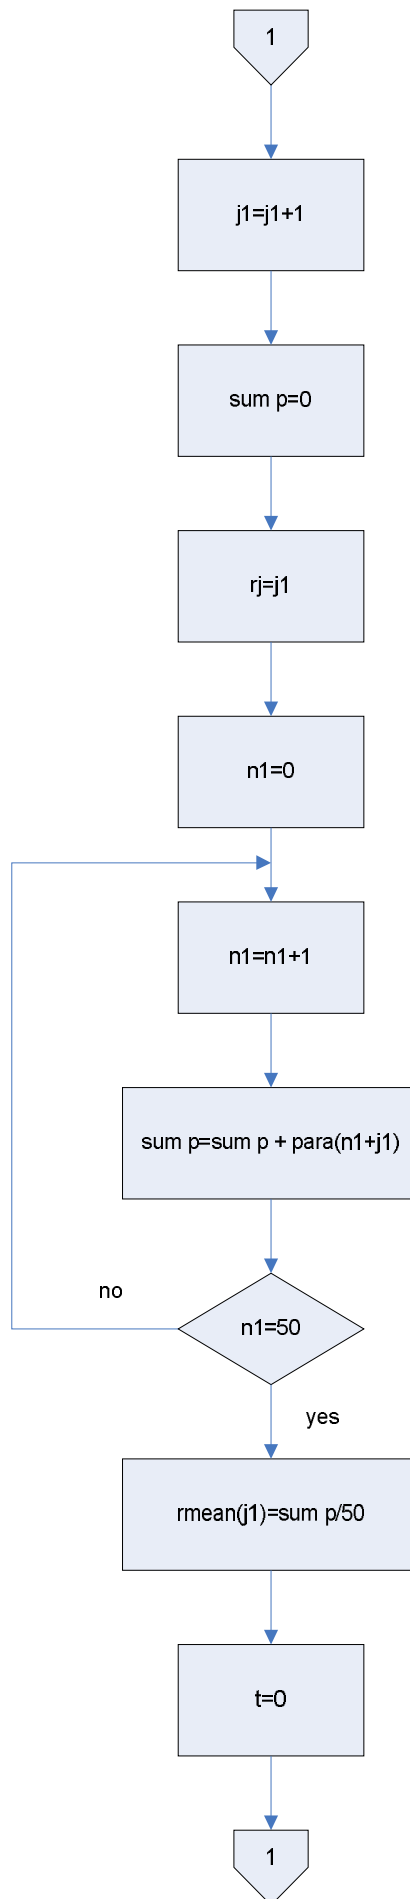 1
j1=j1+1
sum p=0
rj=j1
n1=0
n1=n1+1
sum p=sum p + para(n1+j1)
no
n1=50
yes
rmean(j1)=sum p/50
t=0
1